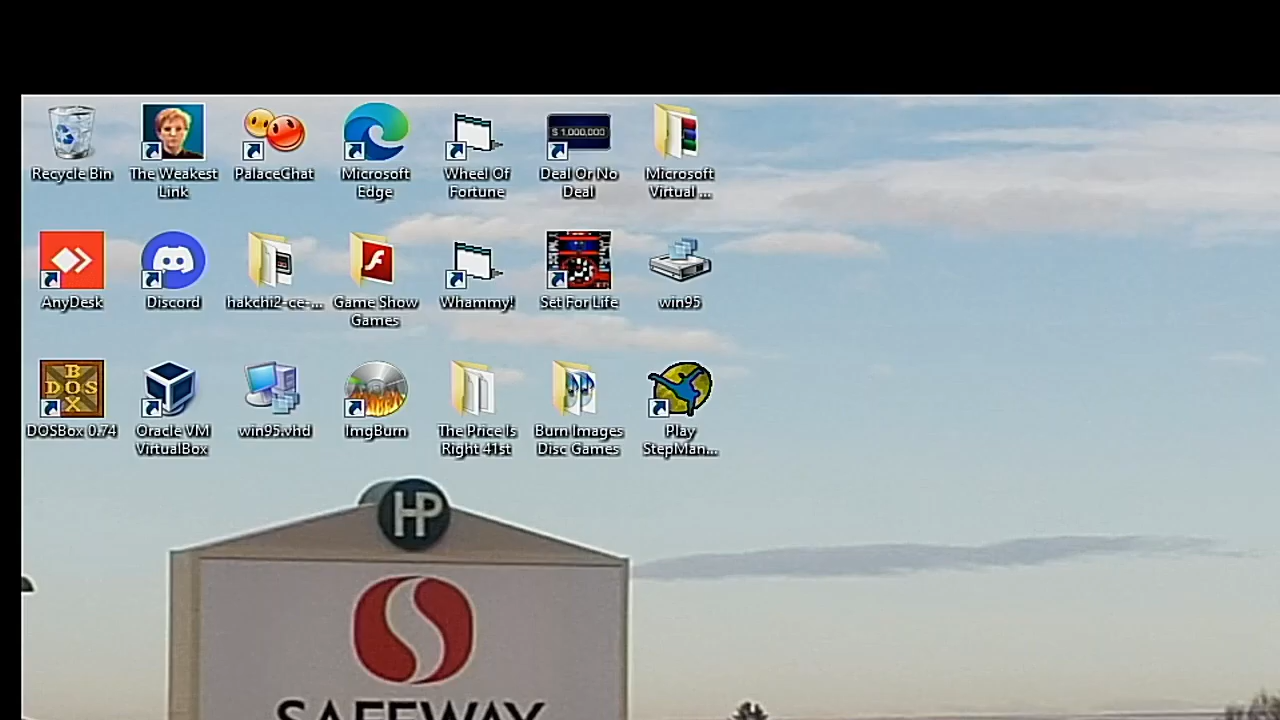 Recycle Bin
The Weakest
Link
PalaceChat
Microsoft
Edge
Wheel Of
Fortune
$ 1,000,000
Deal Or No
Deal
Microsoft
Virtual ...
AnyDesk
Discord
hakchi2-ce-...
Game Show
Games
Whammy!
Set For Life
win95
BOX
DOS
DOSBox 0.74
Oracle VM
VirtualBox
win95.vhd
ImgBurn
The Price Is
Right 41st
Burn Images
Disc Games
Play
StepMan...
HP
SAFEWAY